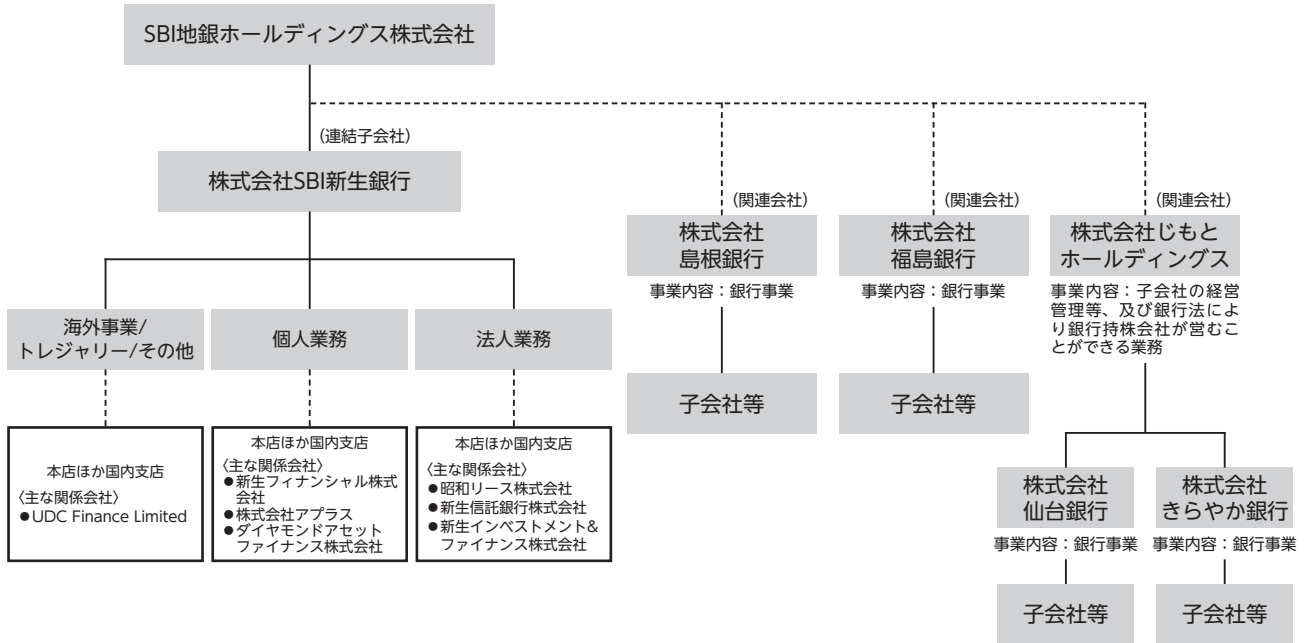 SBI地銀ホールディングス株式会社
(連結子会社)
株式会社SBI新生銀行
海外事業/
トレジャリー/その他
個人業務
法人業務
本店ほか国内支店
〈主な関係会社〉
●UDC Finance Limited
本店ほか国内支店
〈主な関係会社〉
●新生フィナンシャル株式
会社
●株式会社アプラス
●ダイヤモンドアセット
ファイナンス株式会社
本店ほか国内支店
〈主な関係会社〉
●昭和リース株式会社
●新生信託銀行株式会社
●新生インベストメント&
ファイナンス株式会社
(関連会社)
株式会社
島根銀行
事業内容：銀行事業
子会社等
(関連会社)
株式会社
福島銀行
事業内容：銀行事業
子会社等
(関連会社)
株式会社じもと
ホールディングス
事業内容：子会社の経営
管理等、及び銀行法によ
り銀行持株会社が営むこ
とができる業務
株式会社
仙台銀行
事業内容：銀行事業
子会社等
株式会社
きらやか銀行
事業内容：銀行事業
子会社等